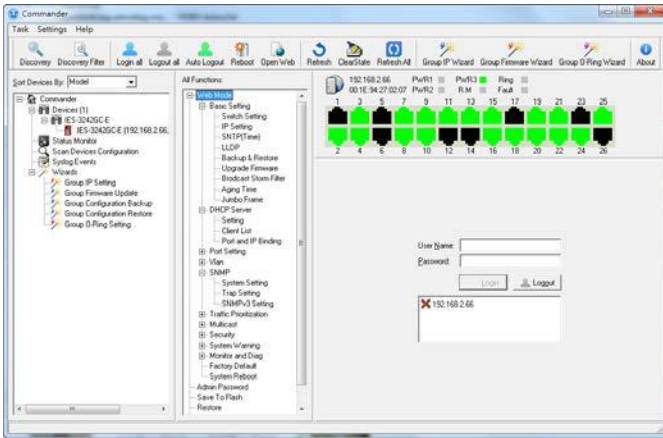 Commander
Task Settings Help
Discovery Discovery Filter Login all Logout all Auto Logout Reboot Open Web Refresh ClearState Refresh All Group IP Wizard Group Firmware Wizard Group O-Ring Wizard About
Sort Devices By: Model
Commander
Devices (1)
IES-3242GC-E
IES-3242GC-E (192.168.2.66,
Status Monitor
Scan Devices Configuration
Syslog Events
Wizards
Group IP Setting
Group Firmware Update
Group Configuration Backup
Group Configuration Restore
Group O-Ring Setting
All Functions:
Web Mode
Basic Setting
Switch Setting
IP Setting
SNTP(Time)
LLDP
Backup & Restore
Upgrade Firmware
Brodcast Storm Filter
Aging Time
Jumbo Frame
DHCP Server
Setting
Client List
Port and IP Binding
Port Setting
Vlan
SNMP
System Setting
Trap Setting
SNMPv3 Setting
Traffic Prioritization
Multicast
Security
System Warning
Monitor and Diag
Factory Default
System Reboot
Admin Password
Save To Flash
Restore
192.168.2.66 PwR1 PwR3 Ring
00:1E:94:27:02:07 PwR2 R.M Fault
1 3 5 7 9 11 13 15 17 19 21 23 25
2 4 6 8 10 12 14 16 18 20 22 24 26
User Name:
Password:
Login Logout
192.168.2.66